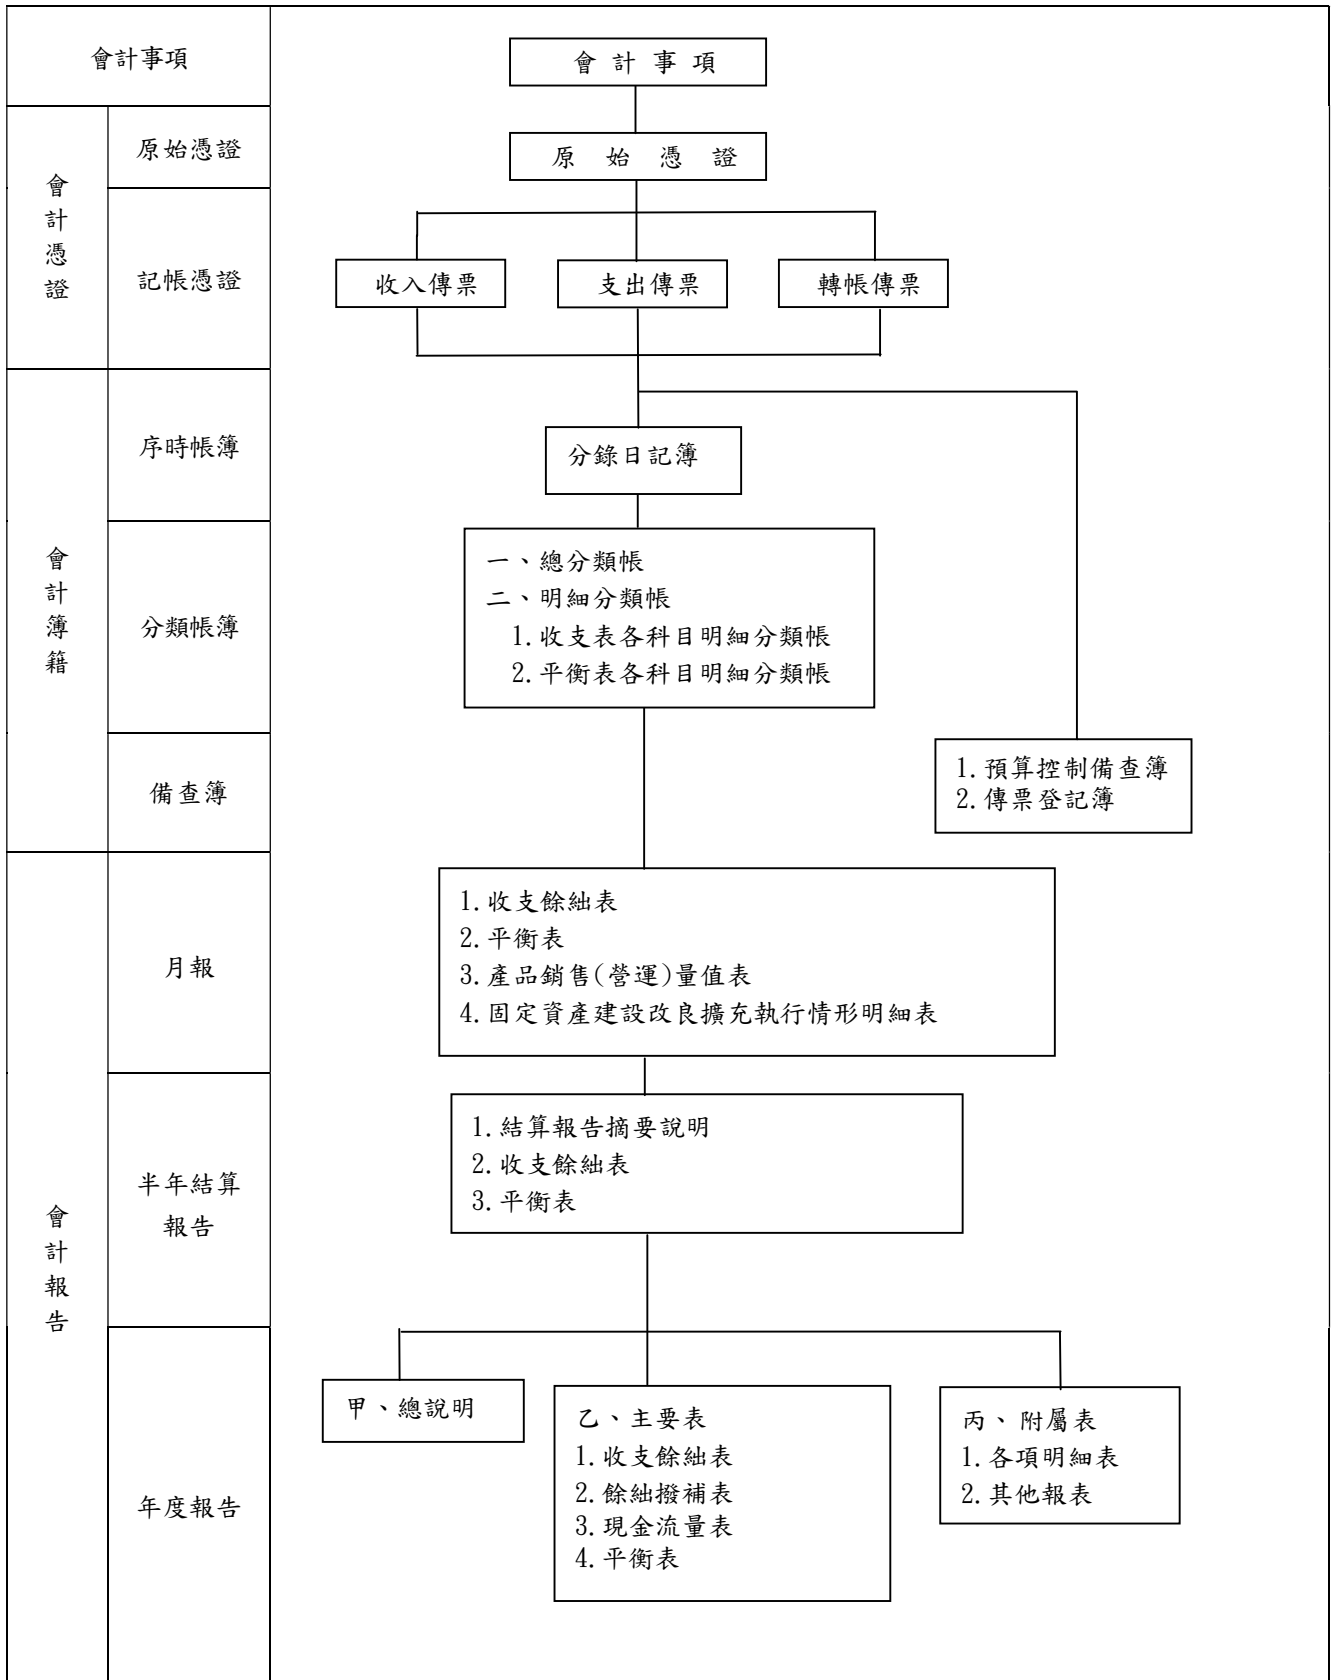 會計事項
會計事項
會計憑證
原始憑證
原始憑證
記帳憑證
收入傳票
支出傳票
轉帳傳票
會計簿籍
序時帳簿
分錄日記簿
分類帳簿
一、總分類帳
二、明細分類帳
1.收支表各科目明細分類帳
2.平衡表各科目明細分類帳
備查簿
1.預算控制備查簿
2.傳票登記簿
會計報告
月報
1.收支餘絀表
2.平衡表
3.產品銷售(營運)量值表
4.固定資產建設改良擴充執行情形明細表
半年結算
報告
1.結算報告摘要說明
2.收支餘絀表
3.平衡表
年度報告
甲、總說明
乙、主要表
1.收支餘絀表
2.餘絀撥補表
3.現金流量表
4.平衡表
丙、附屬表
1.各項明細表
2.其他報表